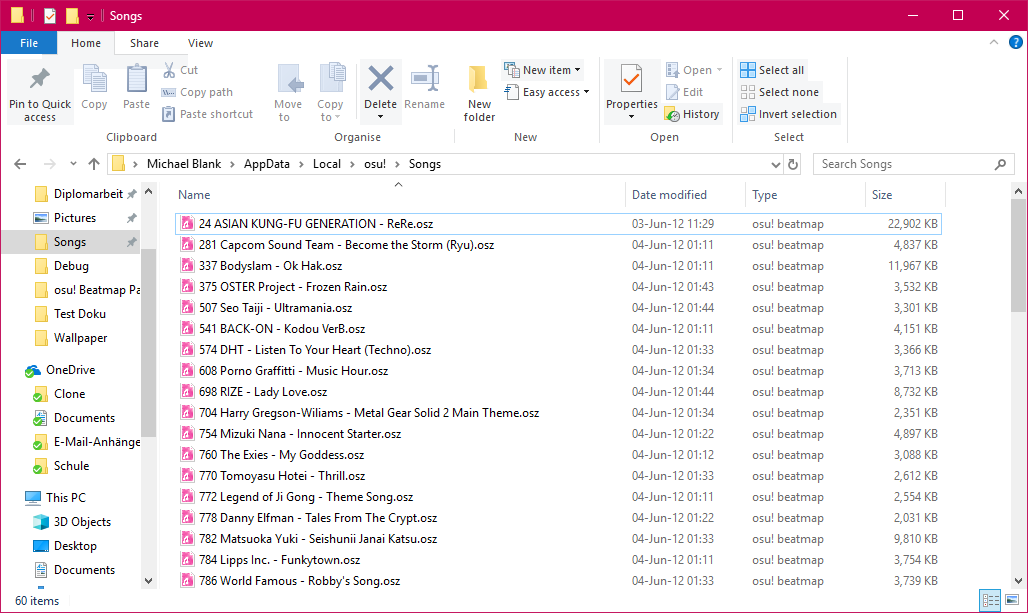 Songs
File Home Share View
Pin to Quick access
Copy
Paste
Cut
Copy path
Paste shortcut
Clipboard
Move to
Copy to
Delete
Rename
Organise
New folder
New item
Easy access
New
Properties
Open
Edit
History
Open
Select all
Select none
Invert selection
Select
Michael Blank > AppData > Local > osu! > Songs
Search Songs
Diplomarbeit
Pictures
Songs
Debug
osu! Beatmap Pa
Test Doku
Wallpaper
OneDrive
Clone
Documents
E-Mail-Anhänge
Schule
This PC
3D Objects
Desktop
Documents
Name Date modified Type Size
24 ASIAN KUNG-FU GENERATION - ReRe.osz 03-Jun-12 11:29 osu! beatmap 22,902 KB
281 Capcom Sound Team - Become the Storm (Ryu).osz 04-Jun-12 01:11 osu! beatmap 4,837 KB
337 Bodyslam - Ok Hak.osz 04-Jun-12 01:11 osu! beatmap 11,967 KB
375 OSTER Project - Frozen Rain.osz 04-Jun-12 01:43 osu! beatmap 3,532 KB
507 Seo Taiji - Ultramania.osz 04-Jun-12 01:44 osu! beatmap 3,301 KB
541 BACK-ON - Kodou VerB.osz 04-Jun-12 01:11 osu! beatmap 4,151 KB
574 DHT - Listen To Your Heart (Techno).osz 04-Jun-12 01:33 osu! beatmap 3,366 KB
608 Porno Graffitti - Music Hour.osz 04-Jun-12 01:34 osu! beatmap 3,713 KB
698 RIZE - Lady Love.osz 04-Jun-12 01:44 osu! beatmap 8,732 KB
704 Harry Gregson-Wiliams - Metal Gear Solid 2 Main Theme.osz 04-Jun-12 01:34 osu! beatmap 2,351 KB
754 Mizuki Nana - Innocent Starter.osz 04-Jun-12 01:22 osu! beatmap 4,897 KB
760 The Exies - My Goddess.osz 04-Jun-12 01:12 osu! beatmap 3,088 KB
770 Tomoyasu Hotei - Thrill.osz 04-Jun-12 01:33 osu! beatmap 2,612 KB
772 Legend of Ji Gong - Theme Song.osz 04-Jun-12 01:11 osu! beatmap 2,554 KB
778 Danny Elfman - Tales From The Crypt.osz 04-Jun-12 01:22 osu! beatmap 2,031 KB
782 Matsuoka Yuki - Seishunii Janai Katsu.osz 04-Jun-12 01:33 osu! beatmap 9,810 KB
784 Lipps Inc. - Funkytown.osz 04-Jun-12 01:11 osu! beatmap 3,754 KB
786 World Famous - Robby's Song.osz 04-Jun-12 01:33 osu! beatmap 3,739 KB
60 items